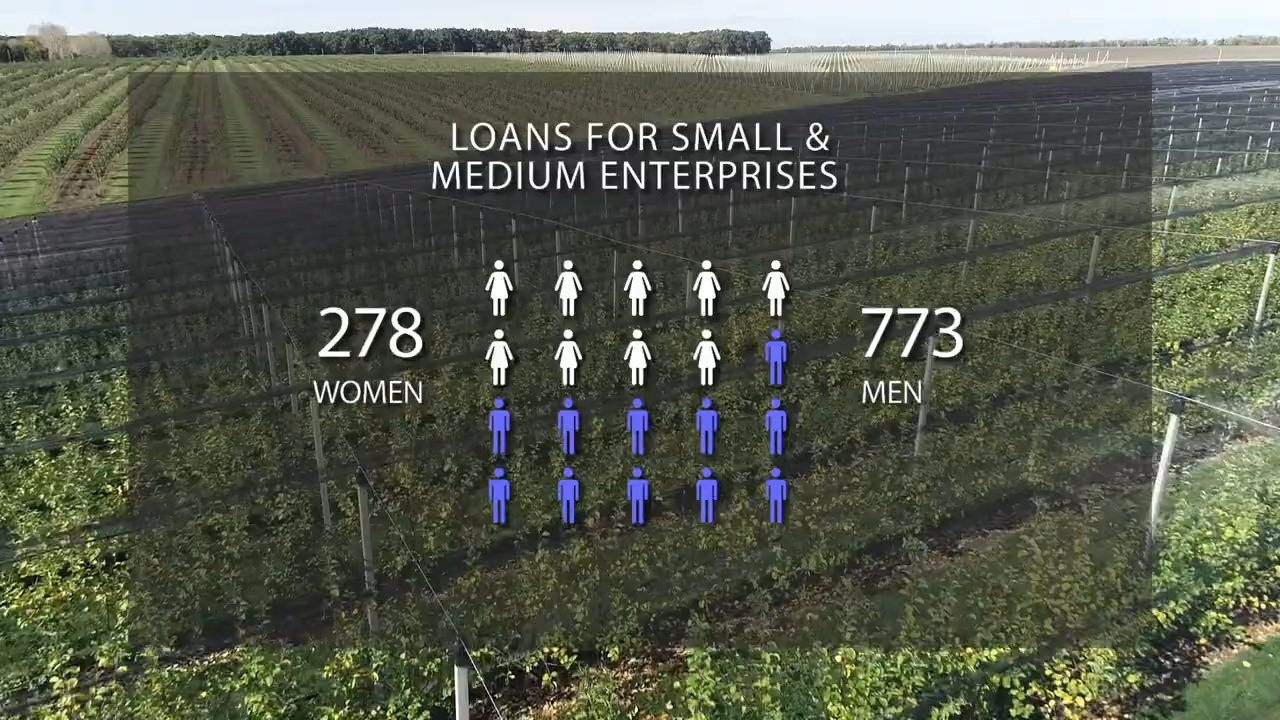 LOANS FOR SMALL &
MEDIUM ENTERPRISES
278
WOMEN
773
MEN